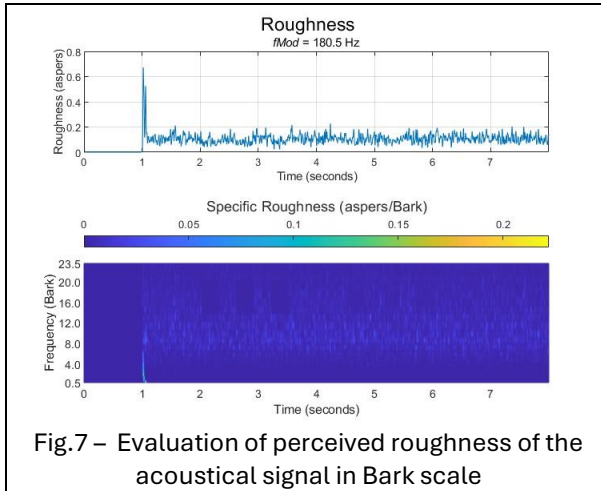 Roughness
fMod = 180.5 Hz
0.8
0.6
0.4
0.2
0
Roughness (aspers)
0 1 2 3 4 5 6 7
Time (seconds)
Specific Roughness (aspers/Bark)
0 0.05 0.1 0.15 0.2
23.5
20.0
16.0
12.0
8.0
4.0
0.5
Frequency (Bark)
0 1 2 3 4 5 6 7
Time (seconds)
Fig.7 – Evaluation of perceived roughness of the
acoustical signal in Bark scale